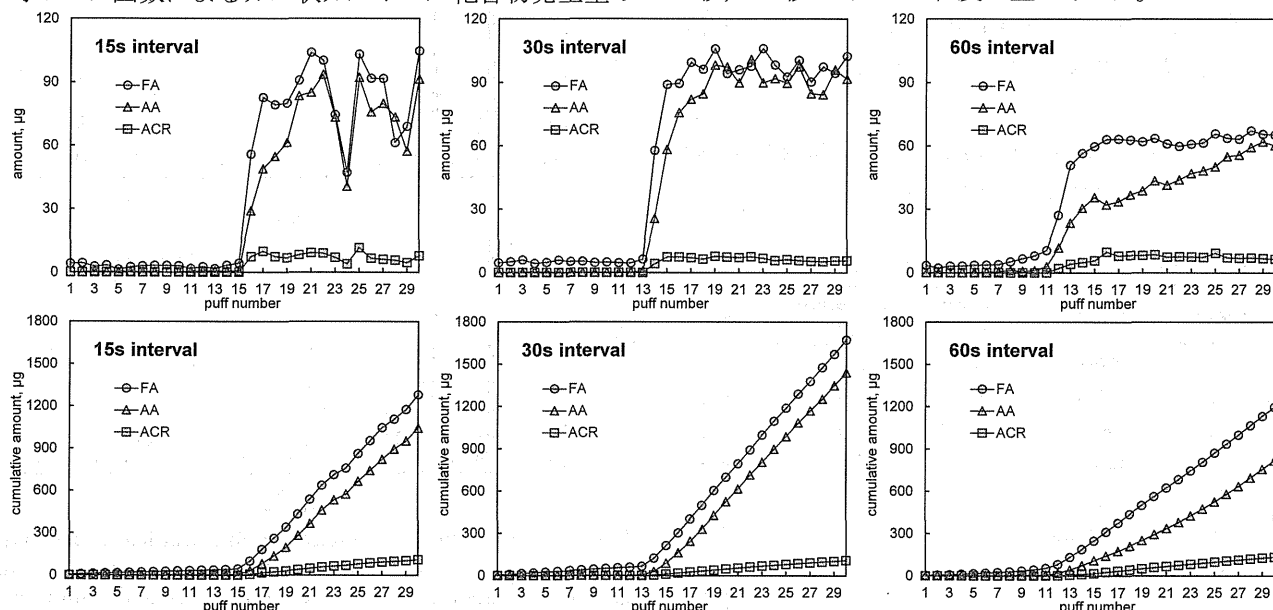 120
90
60
30
0
amount, µg
15s interval
FA
AA
ACR
1 3 5 7 9 11 13 15 17 19 21 23 25 27 29
puff number
120
90
60
30
0
amount, µg
30s interval
FA
AA
ACR
1 3 5 7 9 11 13 15 17 19 21 23 25 27 29
puff number
120
90
60
30
0
amount, µg
60s interval
FA
AA
ACR
1 3 5 7 9 11 13 15 17 19 21 23 25 27 29
puff number
1800
1500
1200
900
600
300
0
cumulative amount, µg
15s interval
FA
AA
ACR
1 3 5 7 9 11 13 15 17 19 21 23 25 27 29
puff number
1800
1500
1200
900
600
300
0
cumulative amount, µg
30s interval
FA
AA
ACR
1 3 5 7 9 11 13 15 17 19 21 23 25 27 29
puff number
1800
1500
1200
900
600
300
0
cumulative amount, µg
60s interval
FA
AA
ACR
1 3 5 7 9 11 13 15 17 19 21 23 25 27 29
puff number